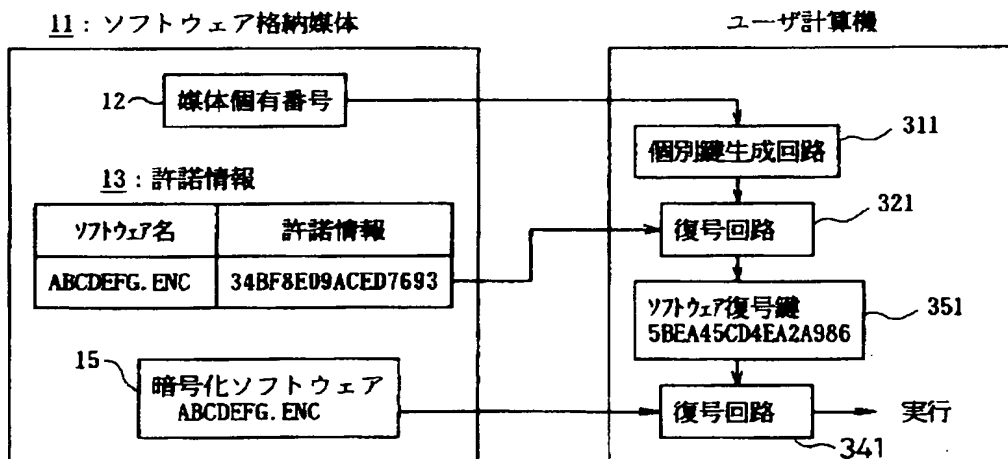 11：ソフトウェア格納媒体
ユーザ計算機
12
媒体個有番号
311
個別鍵生成回路
13：許諾情報
ソフトウェア名
許諾情報
ABCDEFG.ENC
34BF8E09ACED7693
321
復号回路
351
ソフトウェア復号鍵
5BEA45CD4EA2A986
15
暗号化ソフトウェア
ABCDEFG.ENC
復号回路
実行
341